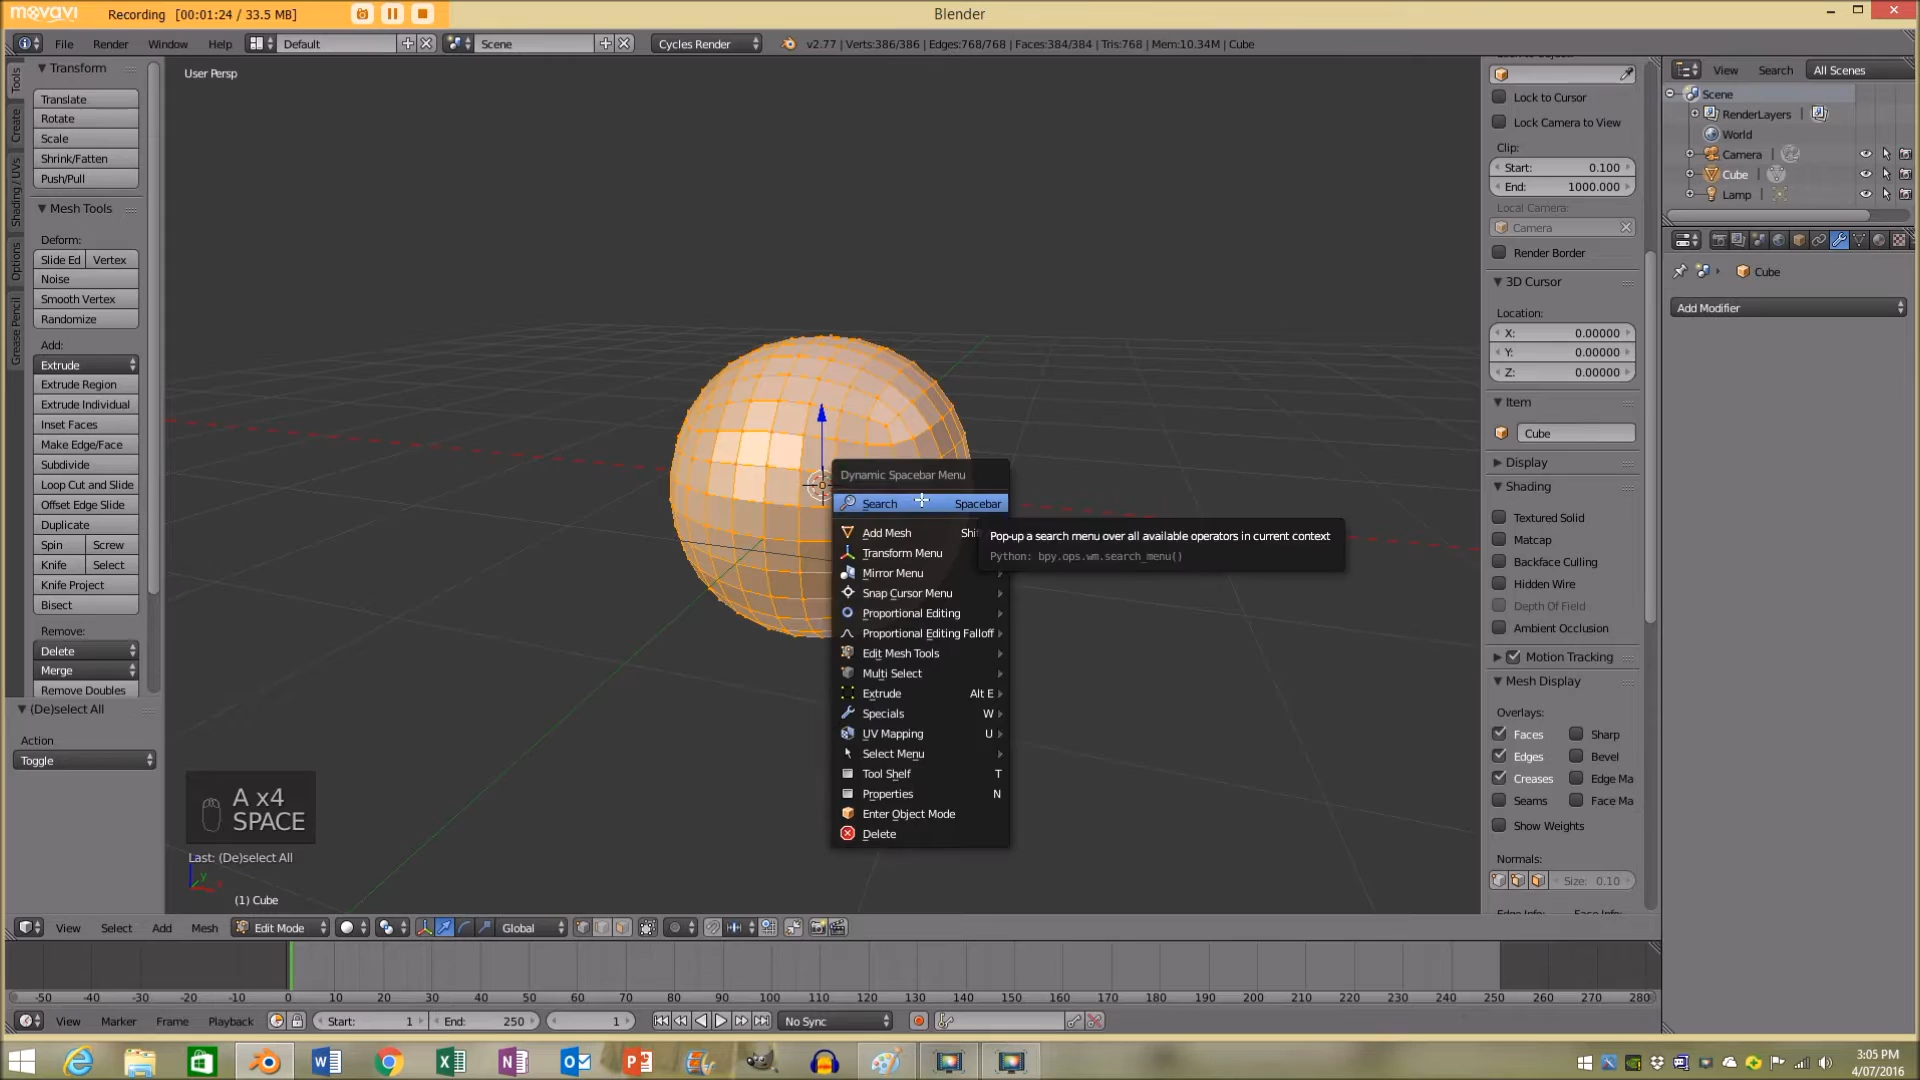 movavi
Recording [00:01:24 / 33.5 MB]
Blender
File
Render
Window
Help
Default
Scene
Cycles Render
v2.77 | Verts:386/386 | Edges:768/768 | Faces:384/384 | Tris:768 | Mem:10.34M | Cube
Tools
Create
Shading / UVs
Options
Grease Pencil
Transform
Translate
Rotate
Scale
Shrink/Fatten
Push/Pull
Mesh Tools
Deform:
Slide Ed
Vertex
Noise
Smooth Vertex
Randomize
Add:
Extrude
Extrude Region
Extrude Individual
Inset Faces
Make Edge/Face
Subdivide
Loop Cut and Slide
Offset Edge Slide
Duplicate
Spin
Screw
Knife
Select
Knife Project
Bisect
Remove:
Delete
Merge
Remove Doubles
(De)select All
Action
Toggle
User Persp
Dynamic Spacebar Menu
Search Spacebar
Add Mesh Shi
Transform Menu
Mirror Menu
Snap Cursor Menu
Proportional Editing
Proportional Editing Falloff
Edit Mesh Tools
Multi Select
Extrude Alt E
Specials W
UV Mapping U
Select Menu
Tool Shelf T
Properties N
Enter Object Mode
Delete
Pop-up a search menu over all available operators in current context
Python: bpy.ops.wm.search_menu()
A x4
SPACE
Last: (De)select All
y
x
(1) Cube
Lock to Cursor
Lock Camera to View
Clip:
Start: 0.100
End: 1000.000
Local Camera:
Camera
Render Border
3D Cursor
Location:
X: 0.00000
Y: 0.00000
Z: 0.00000
Item
Cube
Display
Shading
Textured Solid
Matcap
Backface Culling
Hidden Wire
Depth Of Field
Ambient Occlusion
Motion Tracking
Mesh Display
Overlays:
Faces
Sharp
Edges
Bevel
Creases
Edge Ma
Seams
Face Ma
Show Weights
Normals:
Size: 0.10
View
Search
All Scenes
Scene
RenderLayers
World
Camera
Cube
Lamp
Cube
Add Modifier
View
Select
Add
Mesh
Edit Mode
Global
-50 -40 -30 -20 -10 0 10 20 30 40 50 60 70 80 90 100 110 120 130 140 150 160 170 180 190 200 210 220 230 240 250 260 270 280
View
Marker
Frame
Playback
Start: 1
End: 250
1
No Sync
3:05 PM
4/07/2016